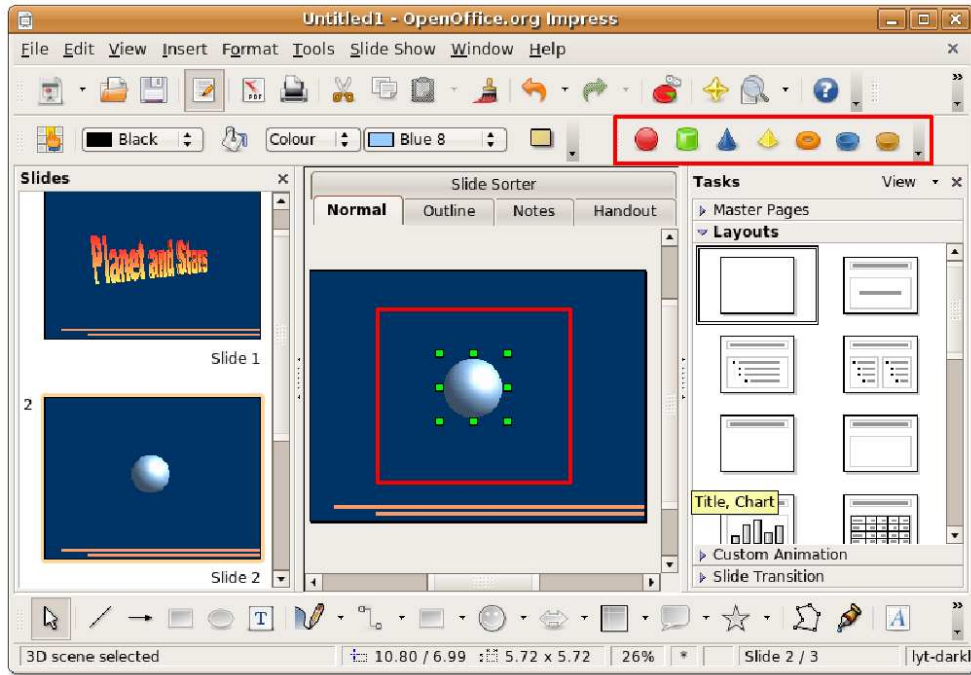 Untitled1 - OpenOffice.org Impress
File Edit View Insert Format Tools Slide Show Window Help
PDF
Black Colour Blue 8
Slides
Planet and Stars
Slide 1
2
Slide 2
Slide Sorter
Normal Outline Notes Handout
Tasks View
Master Pages
Layouts
Title, Chart
Custom Animation
Slide Transition
T
A
3D scene selected 10.80 / 6.99 5.72 x 5.72 26% * Slide 2 / 3 lyt-darkl